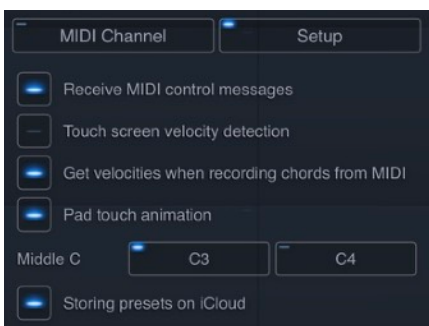 MIDI Channel Setup
Receive MIDI control messages
Touch screen velocity detection
Get velocities when recording chords from MIDI
Pad touch animation
Middle C C3 C4
Storing presets on iCloud